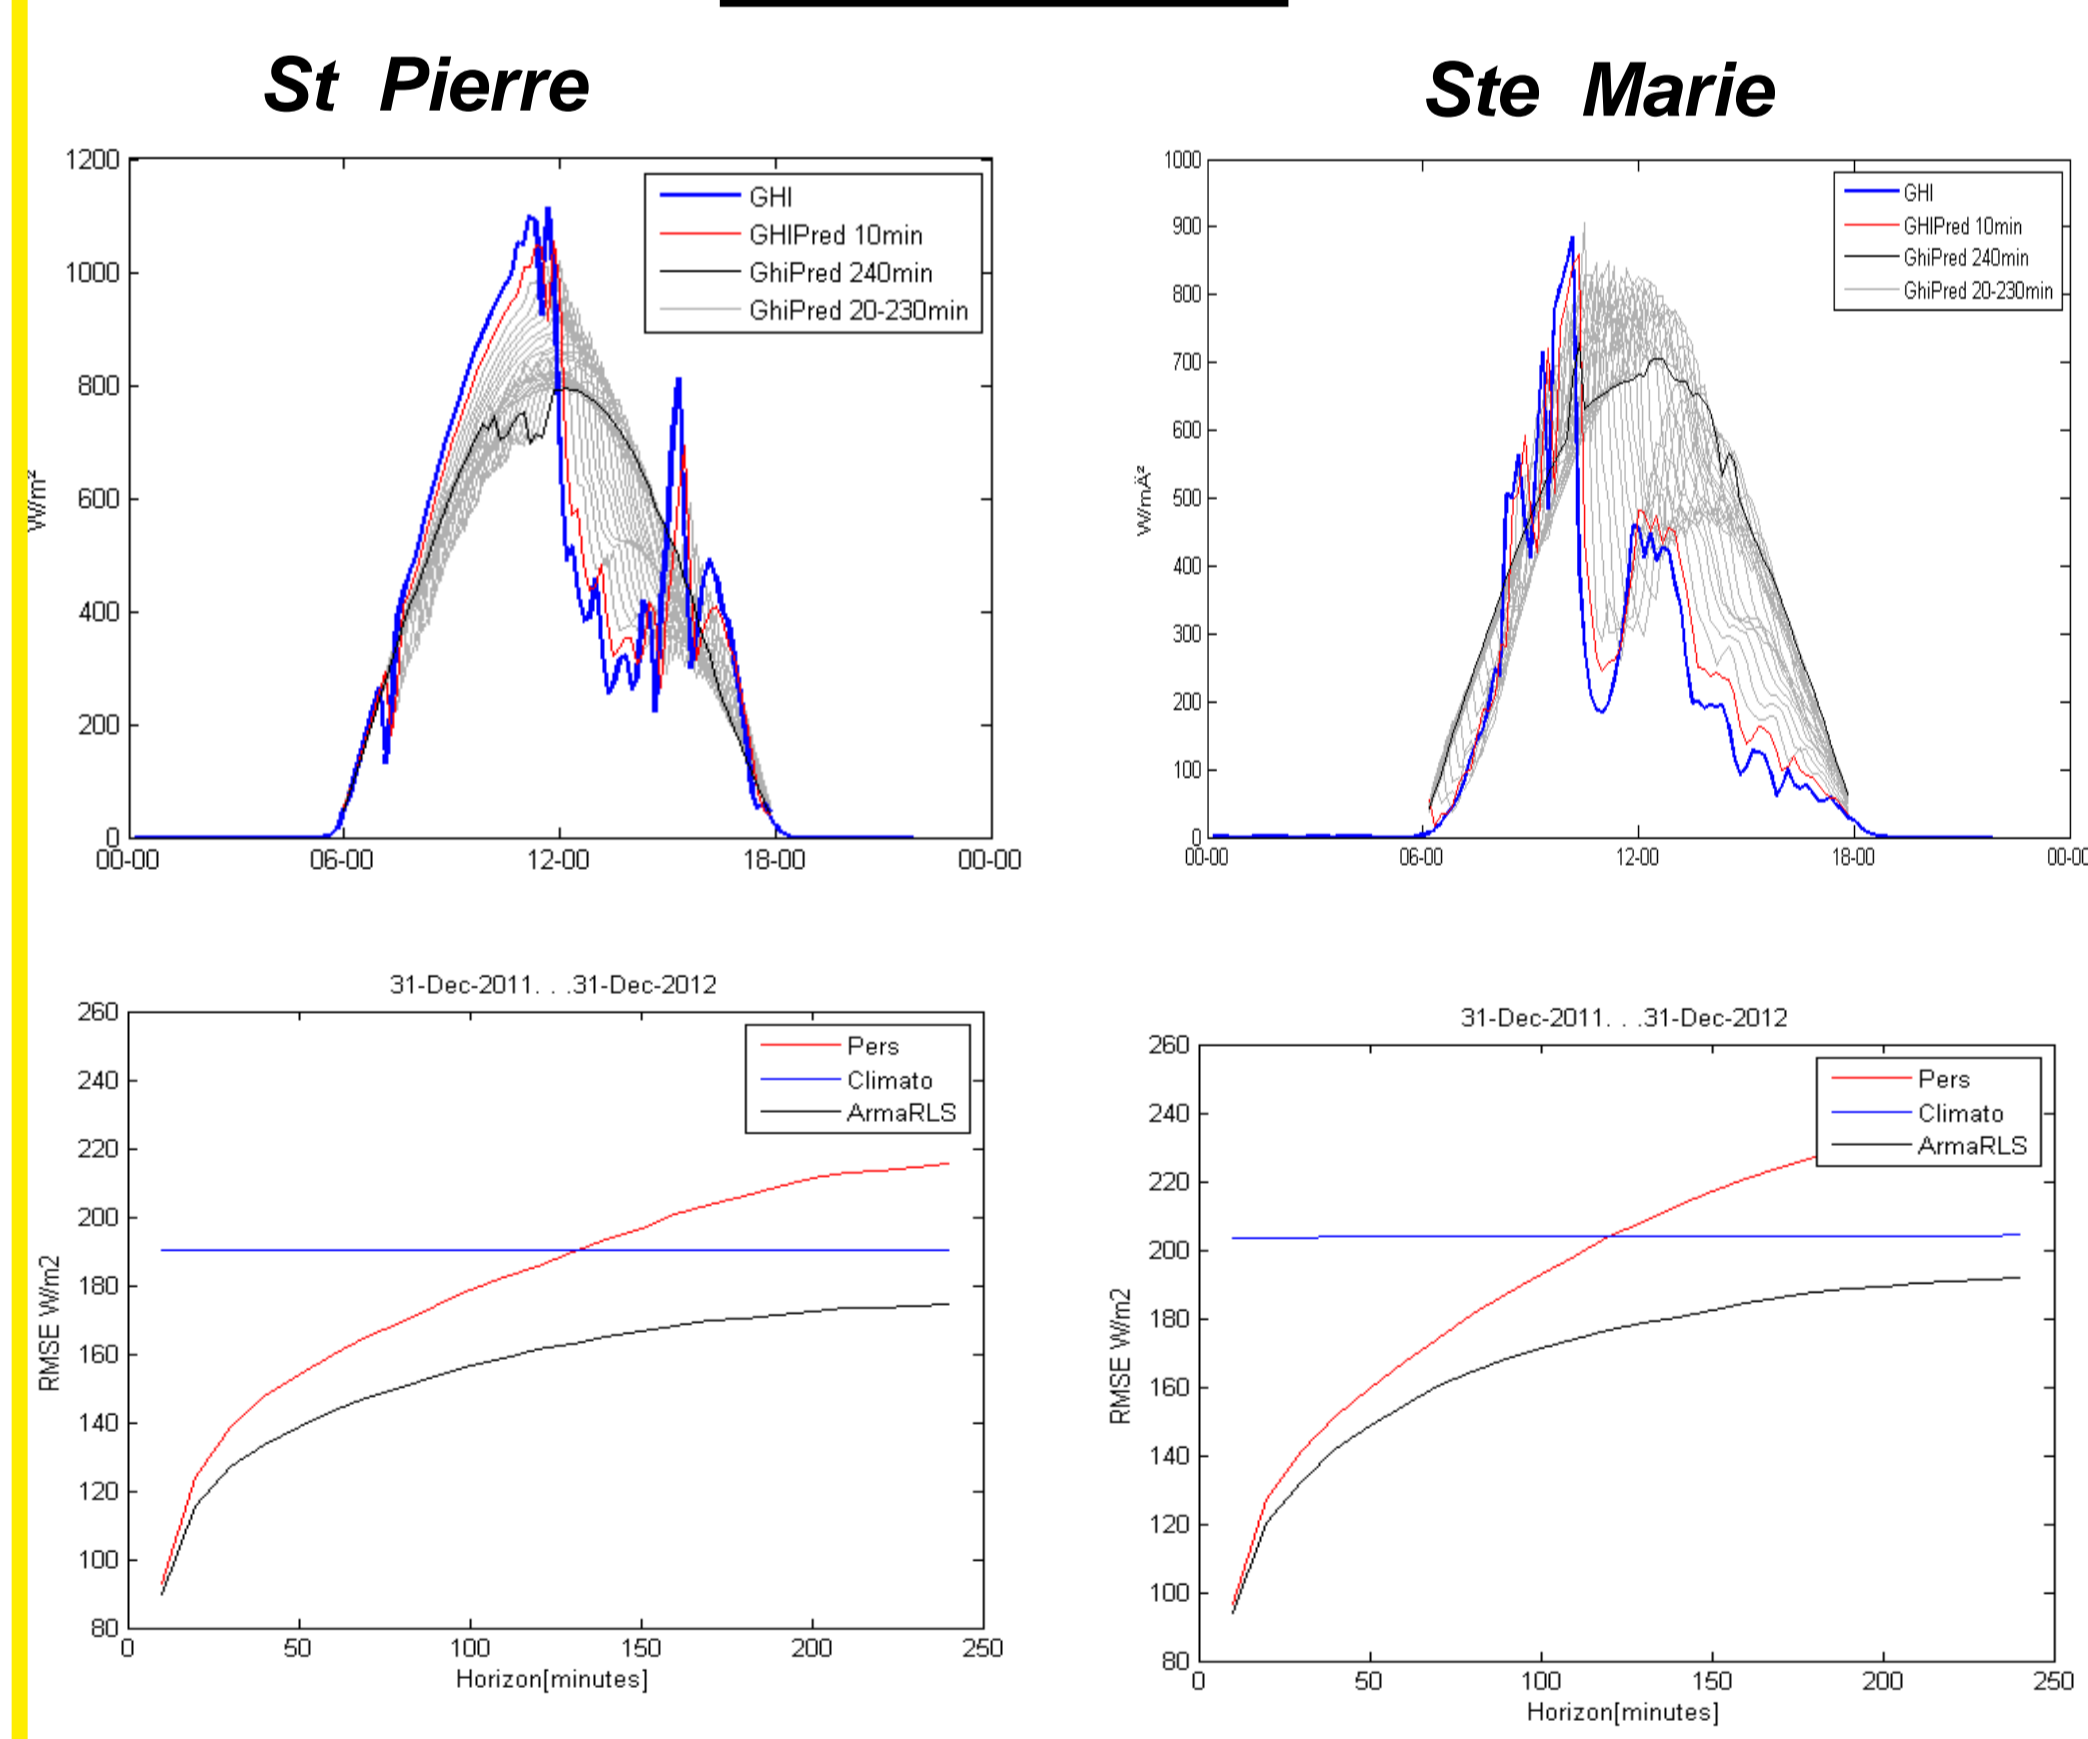 St Pierre
Ste Marie
1200
1000
800
600
400
200
0
W/m²
00-00
06-00
12-00
18-00
00-00
GHI
GHIPred 10min
GhiPred 240min
GhiPred 20-230min
1000
900
800
700
600
500
400
300
200
100
0
W/mÂ²
00-00
06-00
12-00
18-00
00-00
GHI
GHIPred 10min
GhiPred 240min
GhiPred 20-230min
31-Dec-2011. . .31-Dec-2012
260
240
220
200
180
160
140
120
100
80
RMSE W/m2
0
50
100
150
200
250
Horizon[minutes]
Pers
Climato
ArmaRLS
31-Dec-2011. . .31-Dec-2012
260
240
220
200
180
160
140
120
100
80
RMSE W/m2
0
50
100
150
200
250
Horizon[minutes]
Pers
Climato
ArmaRLS